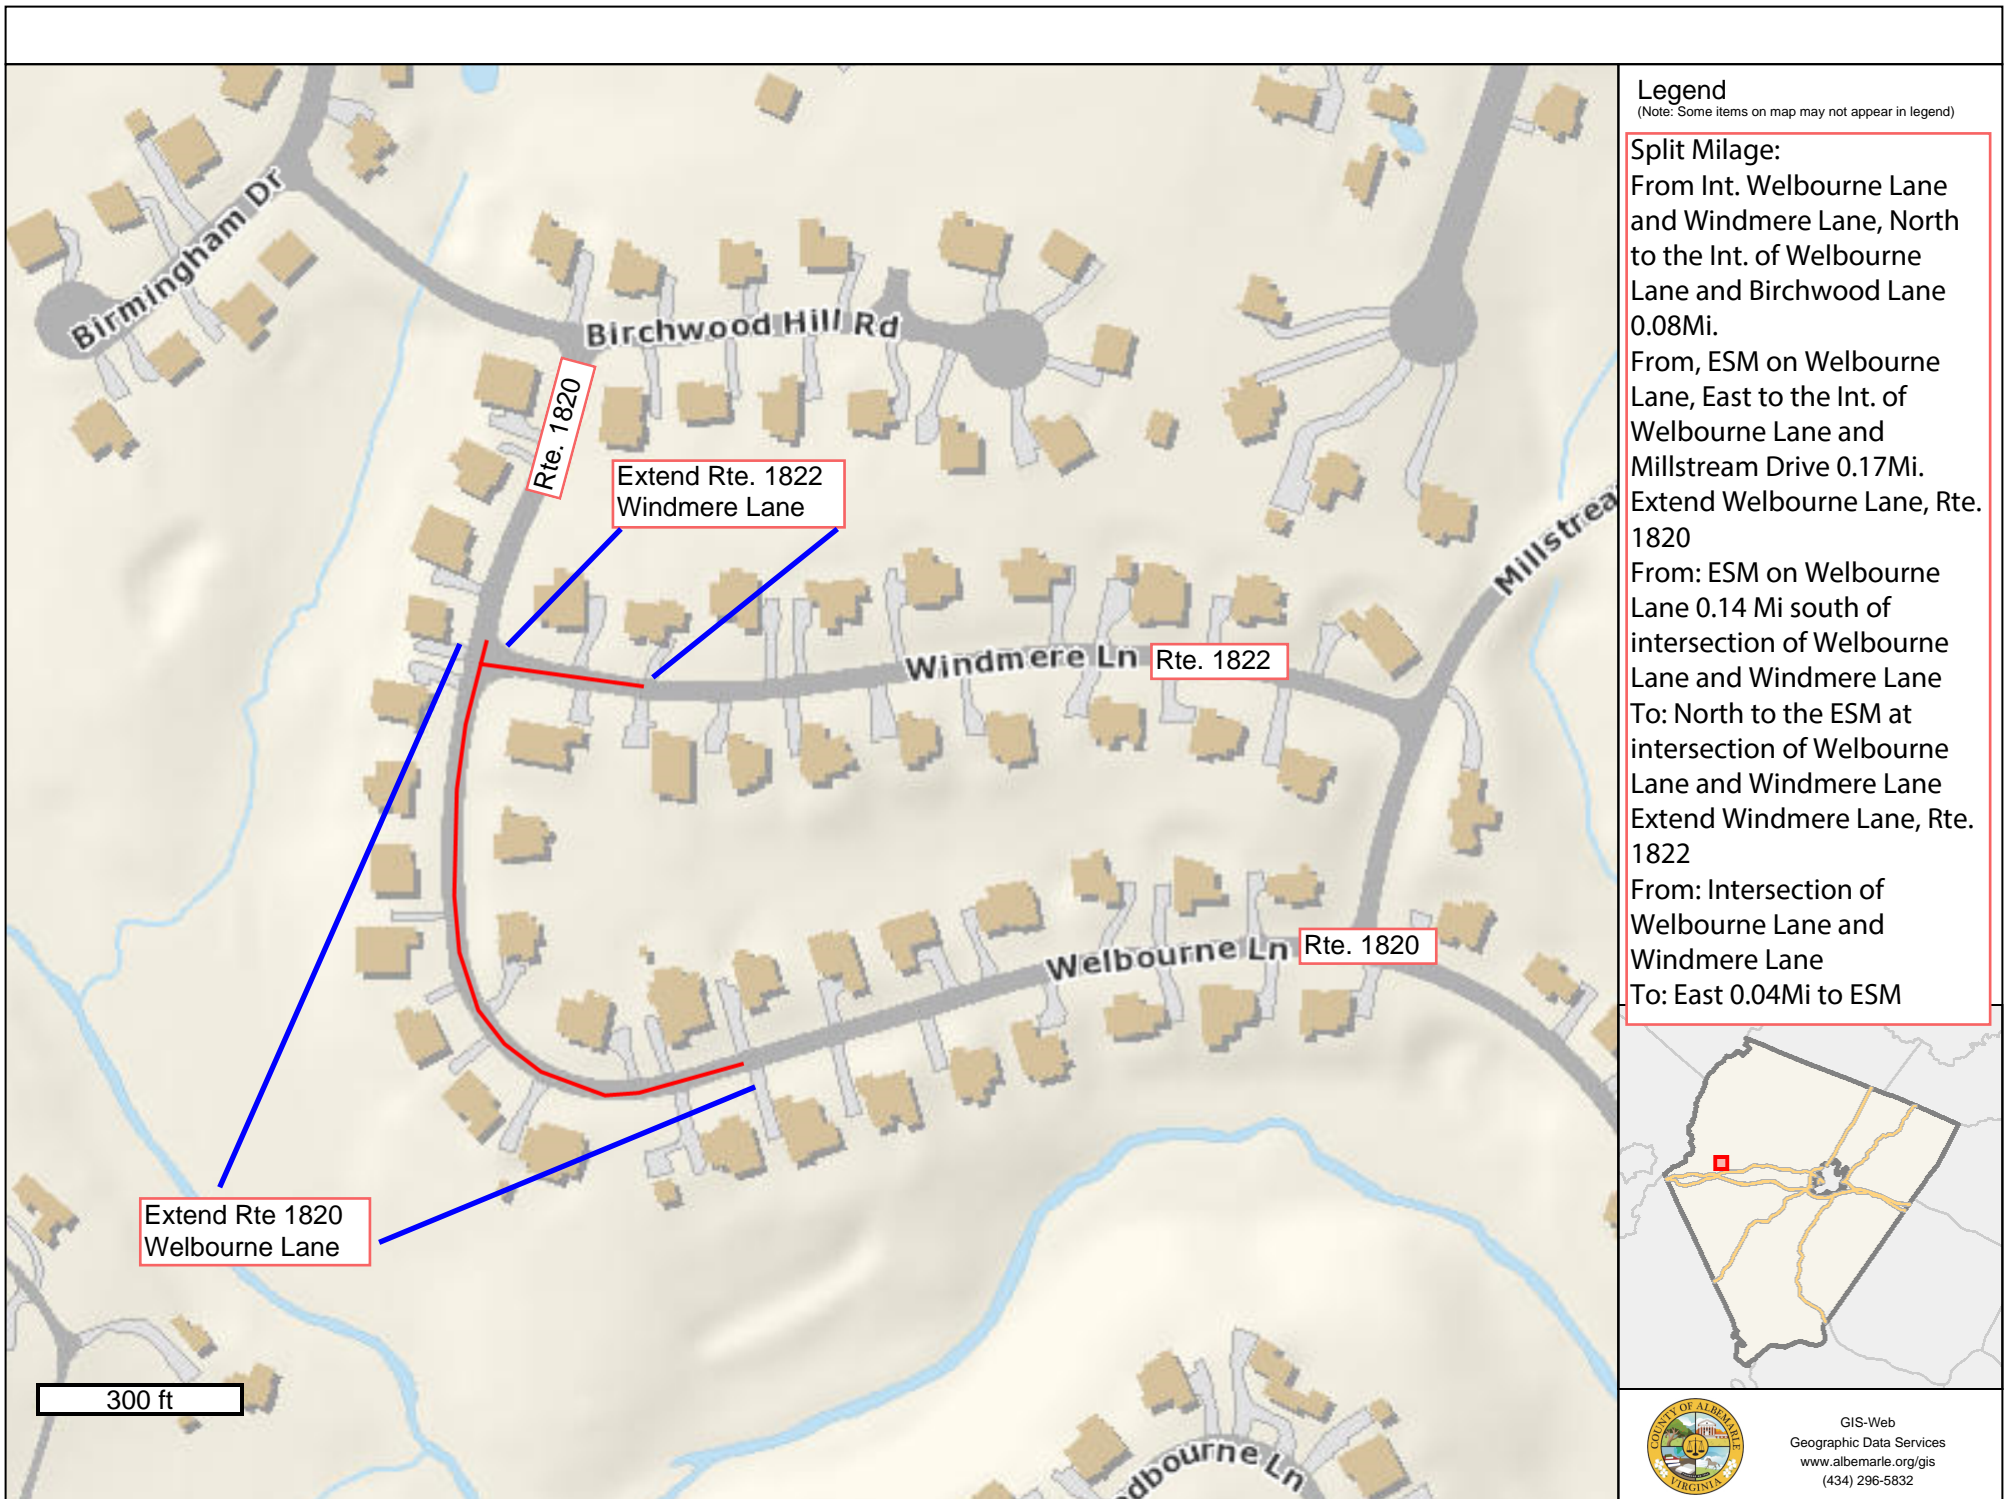 Birmingham Dr
Birchwood Hill Rd
Rte. 1820
Extend Rte. 1822
Windmere Lane
Millstrea
Windmere Ln
Rte. 1822
Welbourne Ln
Rte. 1820
Extend Rte 1820
Welbourne Lane
300 ft
dbourne Ln
Legend
(Note: Some items on map may not appear in legend)
Split Milage:
From Int. Welbourne Lane
and Windmere Lane, North
to the Int. of Welbourne
Lane and Birchwood Lane
0.08Mi.
From, ESM on Welbourne
Lane, East to the Int. of
Welbourne Lane and
Millstream Drive 0.17Mi.
Extend Welbourne Lane, Rte.
1820
From: ESM on Welbourne
Lane 0.14 Mi south of
intersection of Welbourne
Lane and Windmere Lane
To: North to the ESM at
intersection of Welbourne
Lane and Windmere Lane
Extend Windmere Lane, Rte.
1822
From: Intersection of
Welbourne Lane and
Windmere Lane
To: East 0.04Mi to ESM
COUNTY OF ALBEMARLE
VIRGINIA
GIS-Web
Geographic Data Services
www.albemarle.org/gis
(434) 296-5832